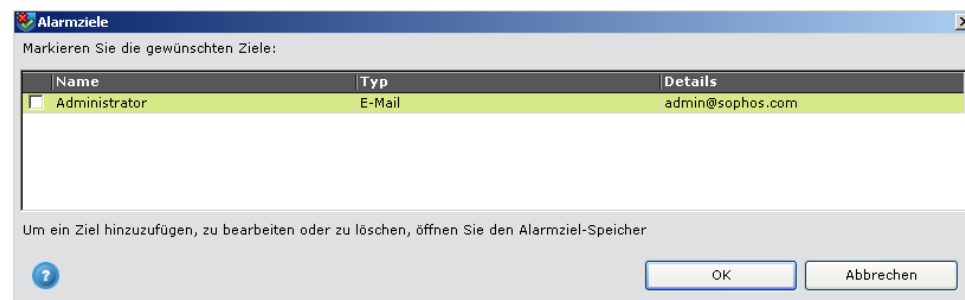 Alarmziele
Markieren Sie die gewünschten Ziele:
Name Typ Details
Administrator E-Mail admin@sophos.com
Um ein Ziel hinzuzufügen, zu bearbeiten oder zu löschen, öffnen Sie den Alarmziel-Speicher
? OK Abbrechen